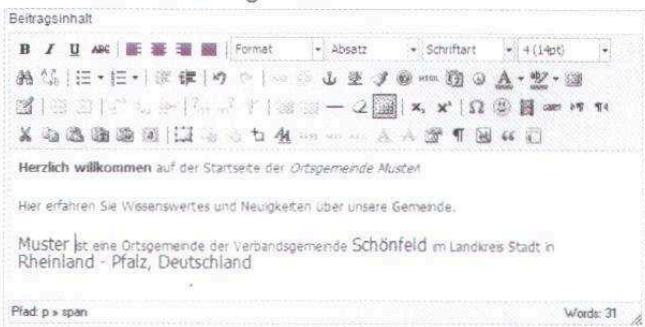 Beitragsinhalt
B I U ABC Format Absatz Schriftart 4 (14pt)
HTML
Herzlich willkommen auf der Startseite der Ortsgemeinde Muster!
Hier erfahren Sie Wissenswertes und Neuigkeiten über unsere Gemeinde.
Muster ist eine Ortsgemeinde der Verbandsgemeinde Schönfeld im Landkreis Stadt in
Rheinland - Pfalz, Deutschland
Pfad: p » span Words: 31